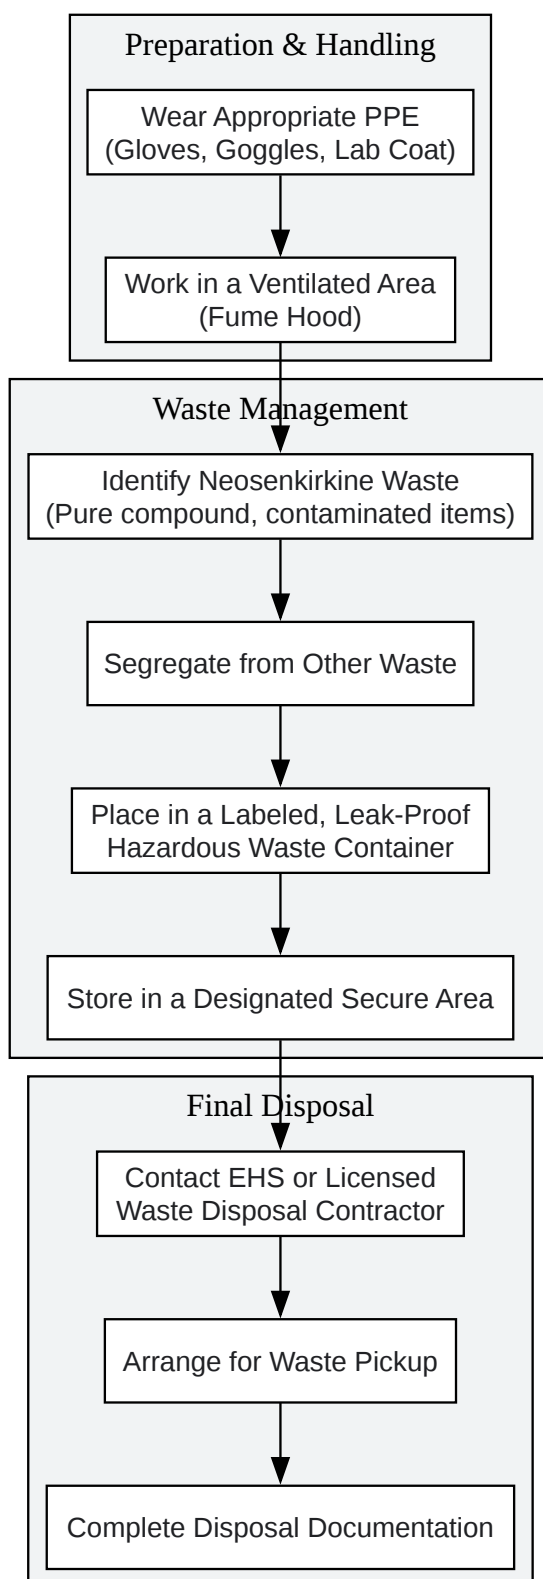 Preparation & Handling
Wear Appropriate PPE
(Gloves, Goggles, Lab Coat)
Work in a Ventilated Area
(Fume Hood)
Waste Management
Identify Neosenkirkine Waste
(Pure compound, contaminated items)
Segregate from Other Waste
Place in a Labeled, Leak-Proof
Hazardous Waste Container
Store in a Designated Secure Area
Final Disposal
Contact EHS or Licensed
Waste Disposal Contractor
Arrange for Waste Pickup
Complete Disposal Documentation